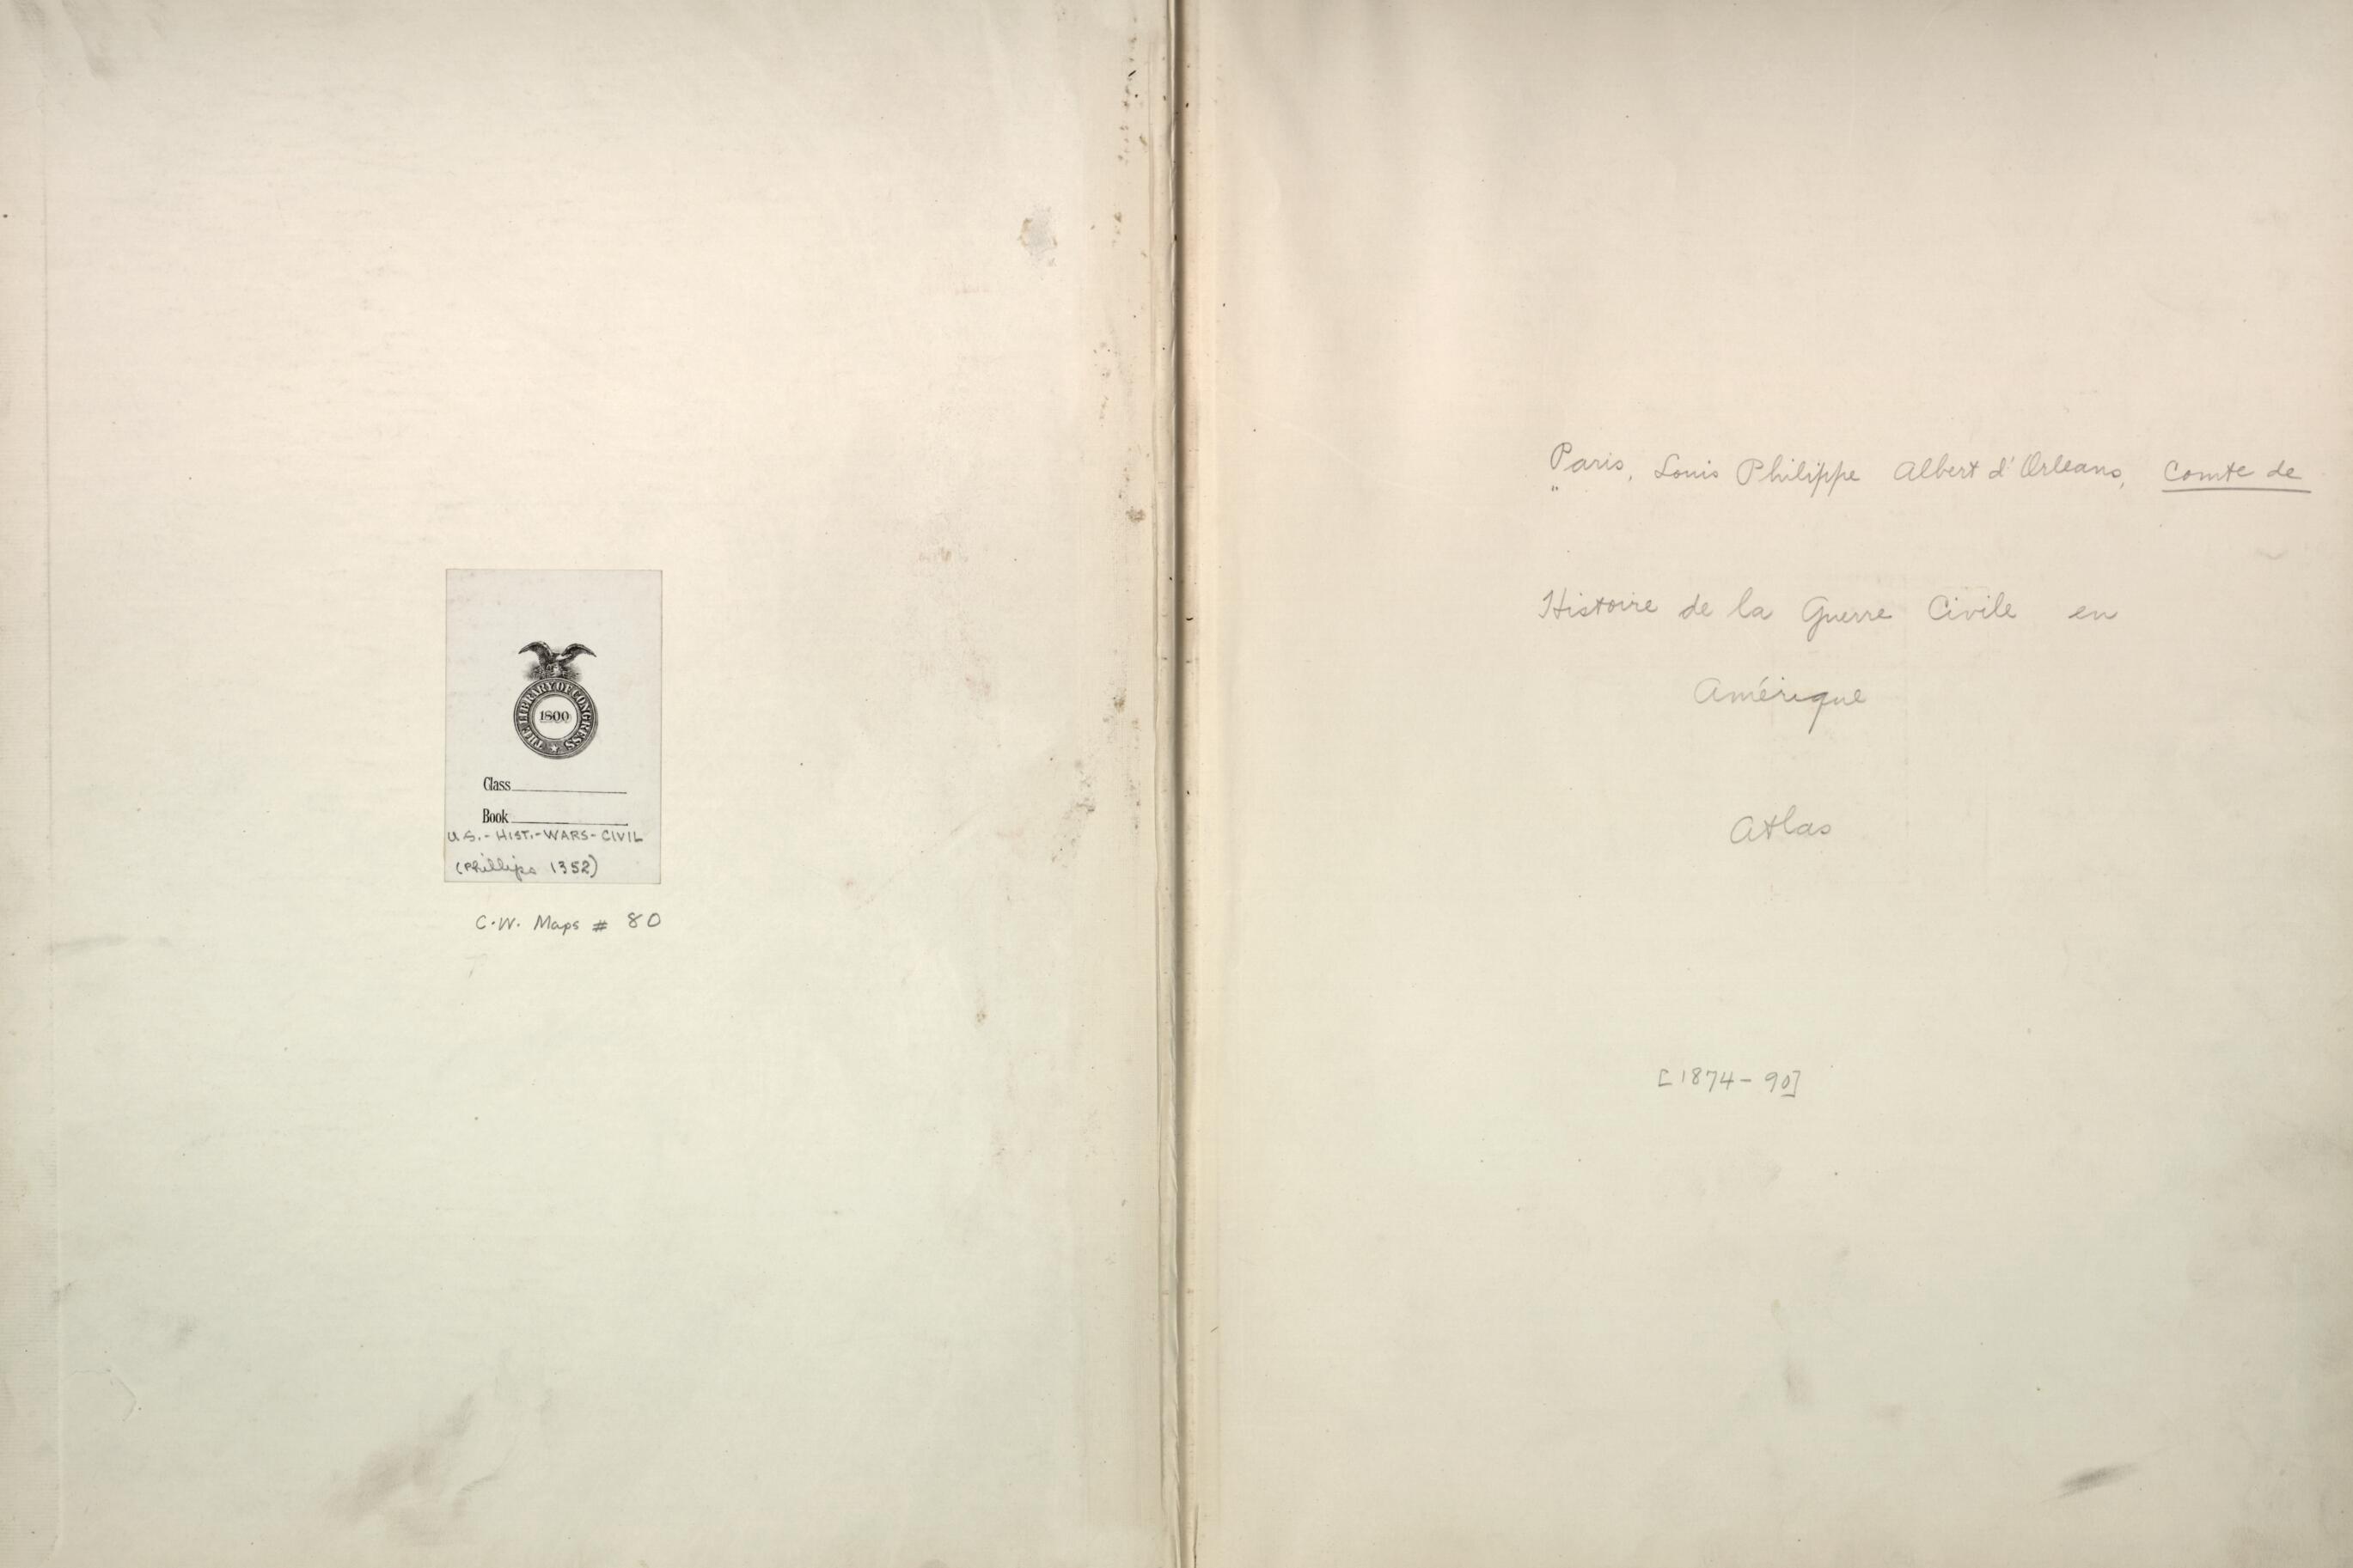 THE LIBRARY OF CONGRESS
1800
Class
Book
U.S.-HIST.-WARS-CIVIL
(Phillips 1352)
C.W. Maps # 80
Paris, Louis Philippe Albert d'Orleans, Comte de
"
Histoire de la Guerre Civile en
Amérique
Atlas
[1874-90]